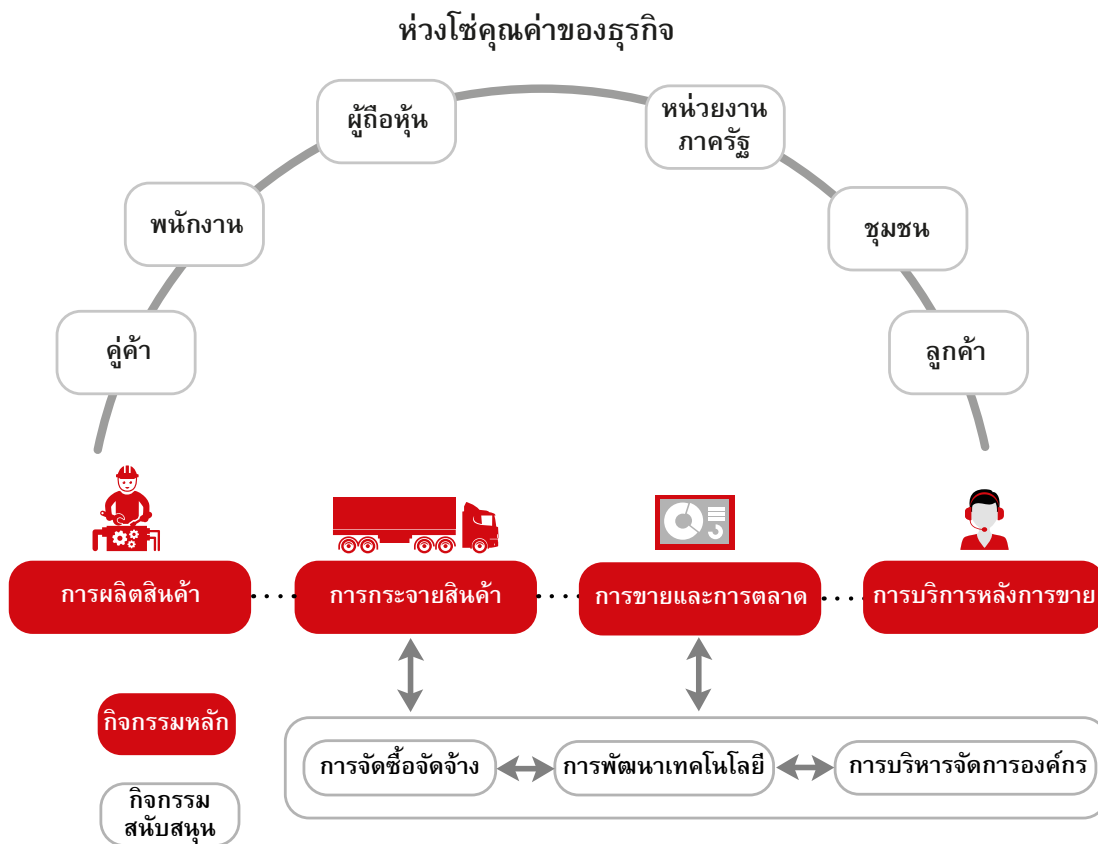 ห่วงโซ่คุณค่าของธุรกิจ
ผู้ถือหุ้น
หน่วยงาน
ภาครัฐ
พนักงาน
ชุมชน
คู่ค้า
ลูกค้า
การผลิตสินค้า
การกระจายสินค้า
การขายและการตลาด
การบริการหลังการขาย
กิจกรรมหลัก
การจัดซื้อจัดจ้าง
การพัฒนาเทคโนโลยี
การบริหารจัดการองค์กร
กิจกรรม
สนับสนุน